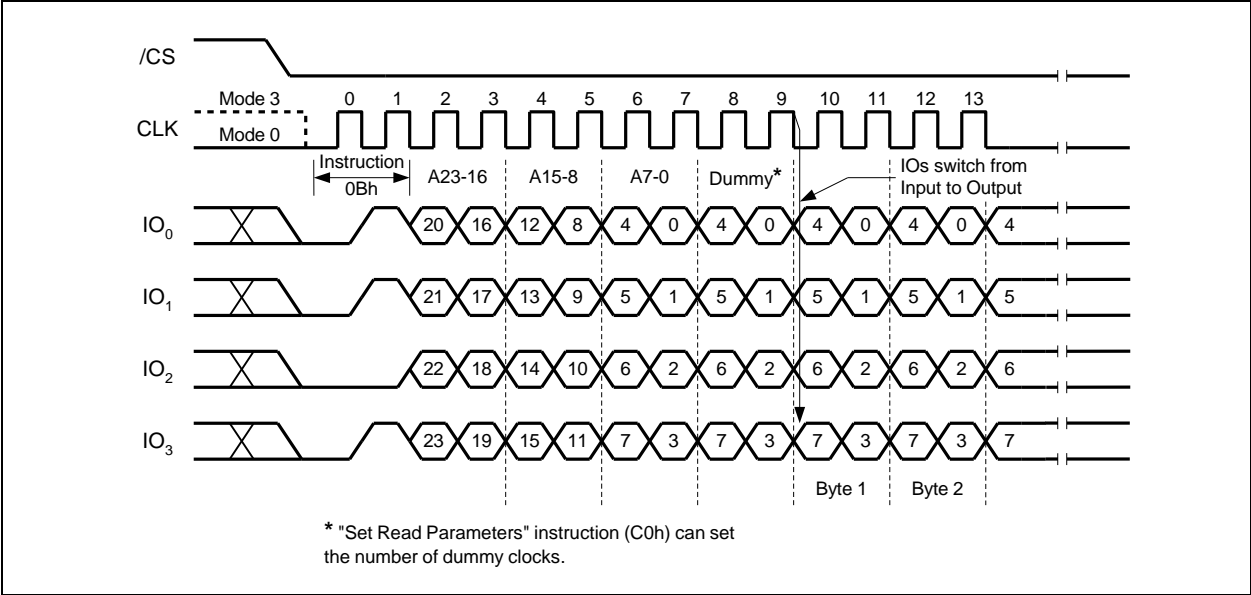 /CS
Mode 3 0 1 2 3 4 5 6 7 8 9 10 11 12 13
CLK Mode 0
Instruction
0Bh
A23-16 A15-8 A7-0 Dummy*
IOs switch from
Input to Output
IO0 20 16 12 8 4 0 4 0 4 0 4 0 4
IO1 21 17 13 9 5 1 5 1 5 1 5 1 5
IO2 22 18 14 10 6 2 6 2 6 2 6 2 6
IO3 23 19 15 11 7 3 7 3 7 3 7 3 7
Byte 1 Byte 2
* "Set Read Parameters" instruction (C0h) can set
the number of dummy clocks.